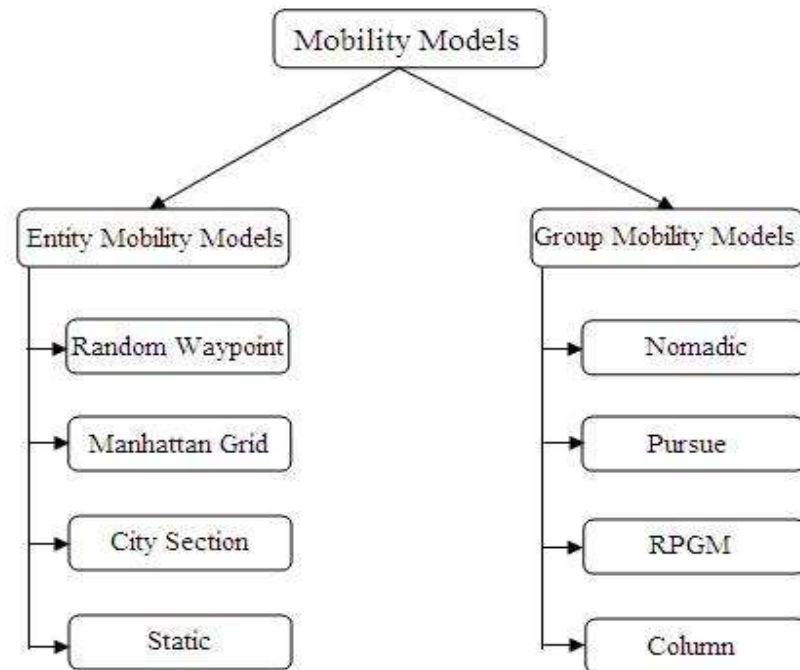 Mobility Models
Entity Mobility Models
Group Mobility Models
Random Waypoint
Nomadic
Manhattan Grid
Pursue
City Section
RPGM
Static
Column